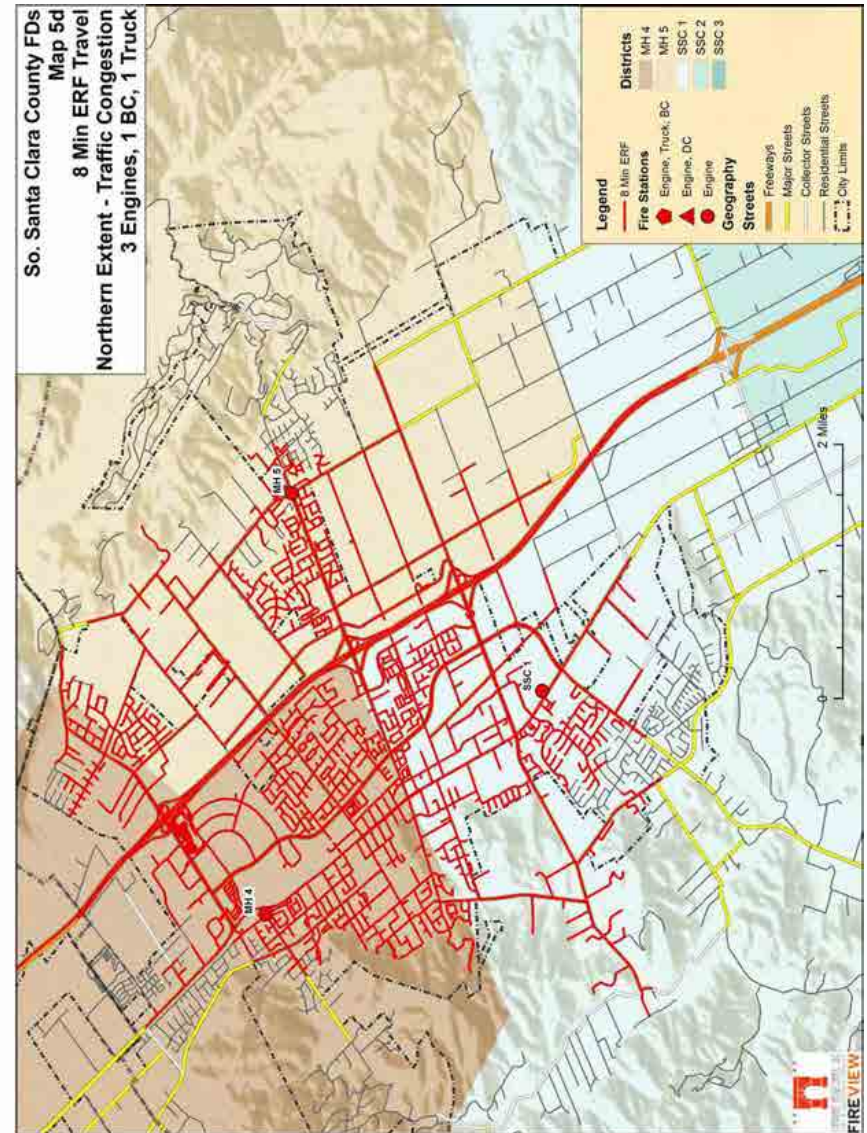 So. Santa Clara County FDs
Map 5d
8 Min ERF Travel
Northern Extent - Traffic Congestion
3 Engines, 1 BC, 1 Truck
MH 5
MH 4
SSC 1
0
1
2 Miles
Legend
8 Min ERF
Fire Stations
Engine, Truck, BC
Engine, DC
Engine
Geography
Streets
Freeways
Major Streets
Collector Streets
Residential Streets
City Limits
Districts
MH 4
MH 5
SSC 1
SSC 2
SSC 3
FIREVIEW